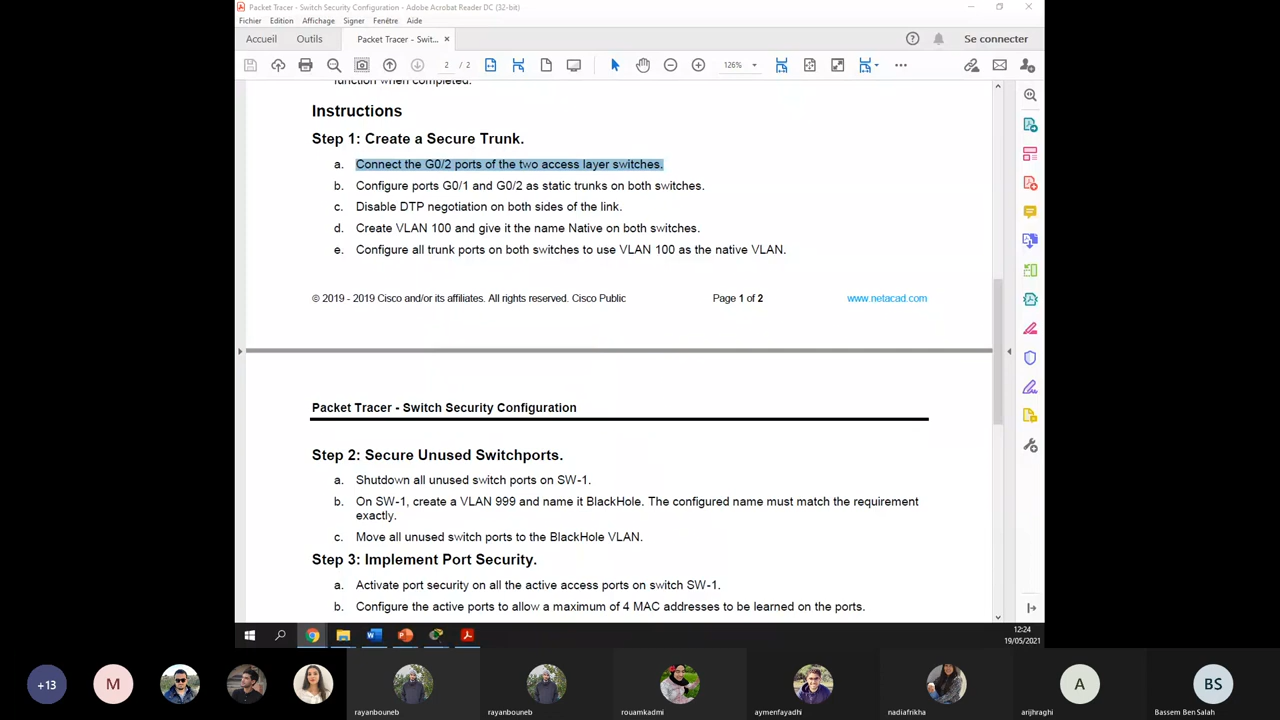 Packet Tracer - Switch Security Configuration - Adobe Acrobat Reader DC (32-bit)
Fichier Edition Affichage Signer Fenêtre Aide
Accueil Outils Packet Tracer - Swit... × Se connecter
2 / 2 126%
function when completed.
Instructions
Step 1: Create a Secure Trunk.
a. Connect the G0/2 ports of the two access layer switches.
b. Configure ports G0/1 and G0/2 as static trunks on both switches.
c. Disable DTP negotiation on both sides of the link.
d. Create VLAN 100 and give it the name Native on both switches.
e. Configure all trunk ports on both switches to use VLAN 100 as the native VLAN.
© 2019 - 2019 Cisco and/or its affiliates. All rights reserved. Cisco Public Page 1 of 2 www.netacad.com
Packet Tracer - Switch Security Configuration
Step 2: Secure Unused Switchports.
a. Shutdown all unused switch ports on SW-1.
b. On SW-1, create a VLAN 999 and name it BlackHole. The configured name must match the requirement
exactly.
c. Move all unused switch ports to the BlackHole VLAN.
Step 3: Implement Port Security.
a. Activate port security on all the active access ports on switch SW-1.
b. Configure the active ports to allow a maximum of 4 MAC addresses to be learned on the ports.
12:24
19/05/2021
+13 M A BS
rayanbouneb rayanbouneb rouamkadmi aymenfayadhi nadiafrikha arijhraghi Bassem Ben Salah